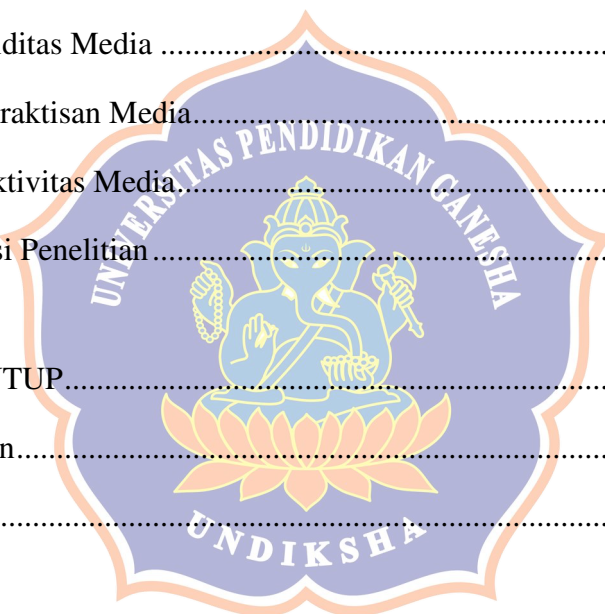 ditas Media ............................................................
raktisan Media........................................................
UNIVERSITAS PENDIDIKAN GANESHA
ktivitas Media.........................................................
si Penelitian............................................................
TUP........................................................................
n..............................................................................
................................................................................
UNDIKSHA